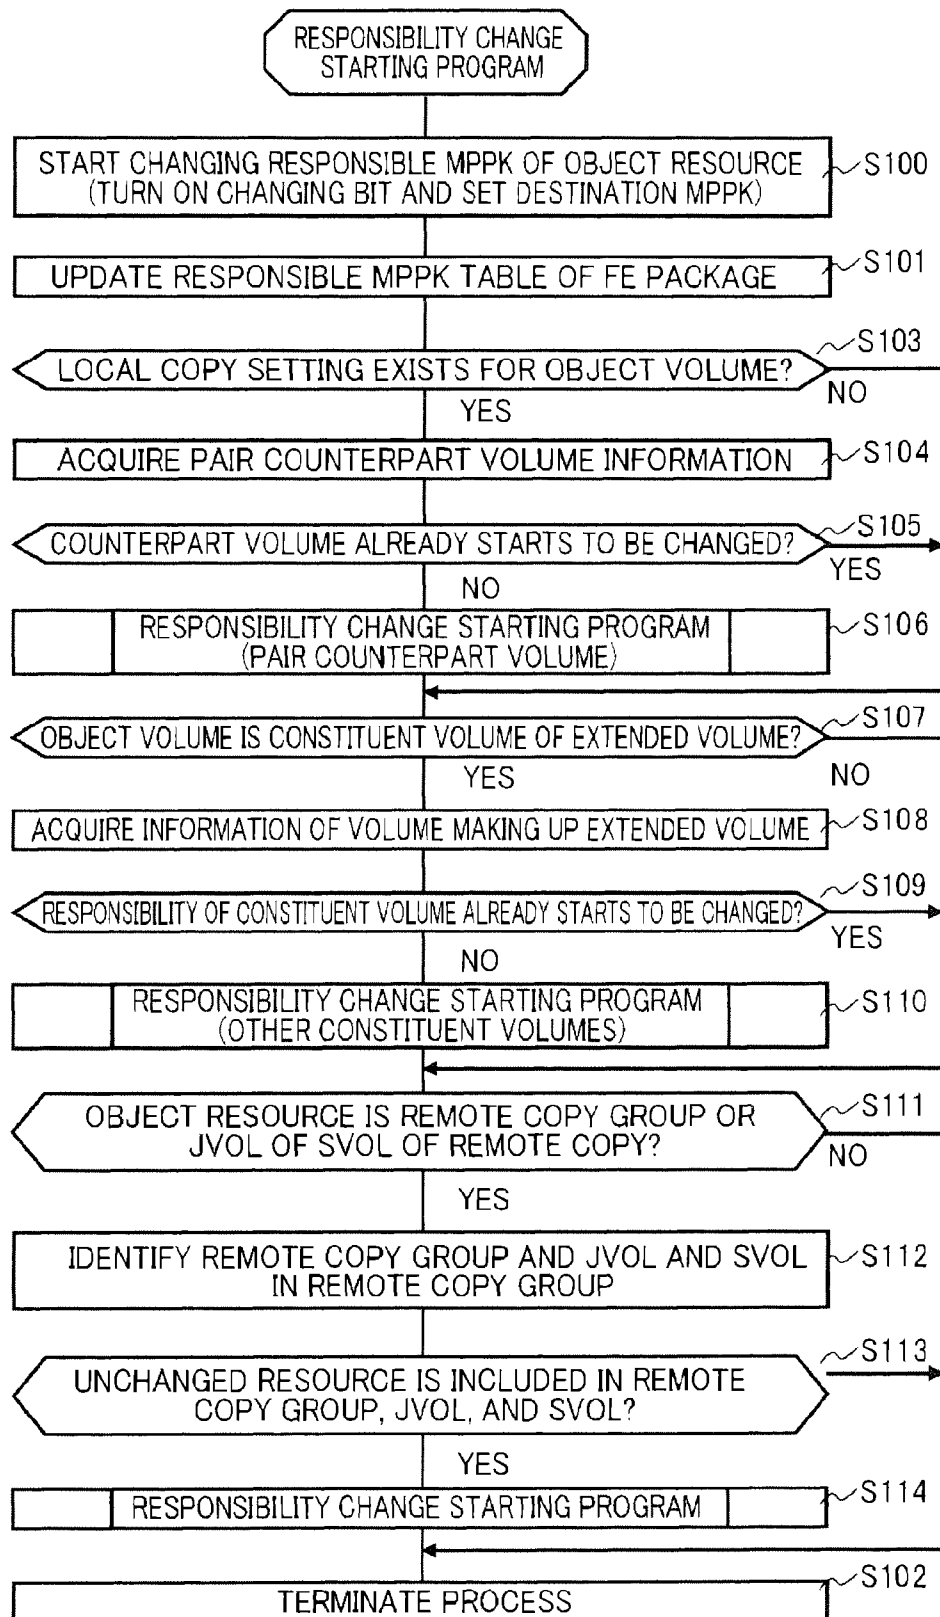 RESPONSIBILITY CHANGE
STARTING PROGRAM
START CHANGING RESPONSIBLE MPPK OF OBJECT RESOURCE
(TURN ON CHANGING BIT AND SET DESTINATION MPPK)
S100
UPDATE RESPONSIBLE MPPK TABLE OF FE PACKAGE
S101
LOCAL COPY SETTING EXISTS FOR OBJECT VOLUME?
S103
NO
YES
ACQUIRE PAIR COUNTERPART VOLUME INFORMATION
S104
COUNTERPART VOLUME ALREADY STARTS TO BE CHANGED?
S105
YES
NO
RESPONSIBILITY CHANGE STARTING PROGRAM
(PAIR COUNTERPART VOLUME)
S106
OBJECT VOLUME IS CONSTITUENT VOLUME OF EXTENDED VOLUME?
S107
YES
NO
ACQUIRE INFORMATION OF VOLUME MAKING UP EXTENDED VOLUME
S108
RESPONSIBILITY OF CONSTITUENT VOLUME ALREADY STARTS TO BE CHANGED?
S109
YES
NO
RESPONSIBILITY CHANGE STARTING PROGRAM
(OTHER CONSTITUENT VOLUMES)
S110
OBJECT RESOURCE IS REMOTE COPY GROUP OR
JVOL OF SVOL OF REMOTE COPY?
S111
NO
YES
IDENTIFY REMOTE COPY GROUP AND JVOL AND SVOL
IN REMOTE COPY GROUP
S112
UNCHANGED RESOURCE IS INCLUDED IN REMOTE
COPY GROUP, JVOL, AND SVOL?
S113
YES
RESPONSIBILITY CHANGE STARTING PROGRAM
S114
TERMINATE PROCESS
S102